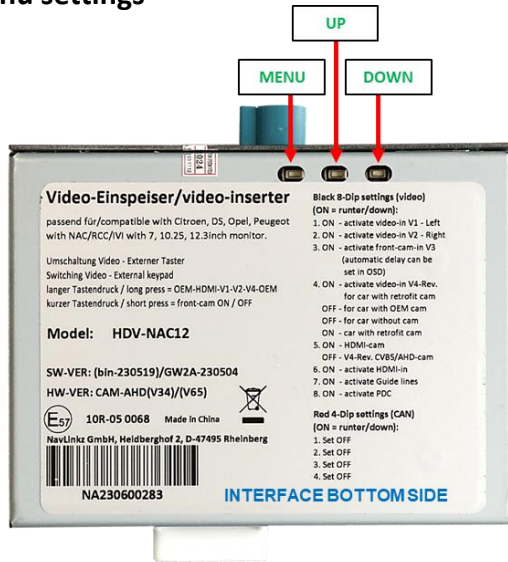 and settings
UP
MENU
DOWN
Video-Einspeiser/video-inserter
passend für/compatible with Citroen, DS, Opel, Peugeot
with NAC/RCC/IVI with 7, 10.25, 12.3inch monitor.
Umschaltung Video - Externer Taster
Switching Video - External keypad
langer Tastendruck / long press = OEM-HDMI-V1-V2-V4-OEM
kurzer Tastendruck / short press = front-cam ON / OFF
Model: HDV-NAC12
SW-VER: (bin-230519)/GW2A-230504
HW-VER: CAM-AHD(V34)/(V65)
E57 10R-05 0068 Made in China
NavLinkz GmbH, Heldberghof 2, D-47495 Rheinberg
NA230600283
Black 8-Dip settings (video)
(ON = runter/down):
1. ON - activate video-in V1 - Left
2. ON - activate video-in V2 - Right
3. ON - activate front-cam-in V3
(automatic delay can be
set in OSD)
4. ON - activate video-in V4-Rev.
for car with retrofit cam
OFF - for car with OEM cam
OFF - for car without cam
ON - car with retrofit cam
5. ON - HDMI-cam
OFF - V4-Rev. CVBS/AHD-cam
6. ON - activate HDMI-in
7. ON - activate Guide lines
8. ON - activate PDC
Red 4-Dip settings (CAN)
(ON = runter/down):
1. Set OFF
2. Set OFF
3. Set OFF
4. Set OFF
INTERFACE BOTTOM SIDE